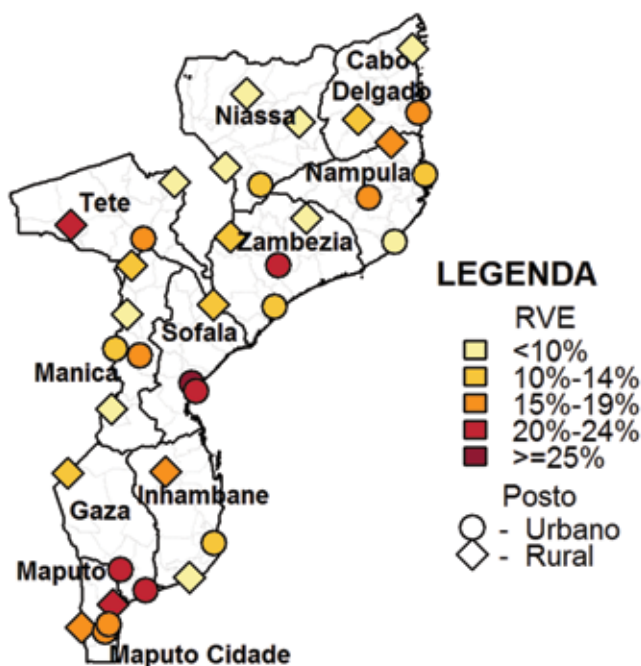 Cabo
Delgado
Niassa
Nampula
Tete
Zambezia
Sofala
Manica
Inhambane
Gaza
Maputo
Maputo Cidade
LEGENDA
RVE
<10%
10%-14%
15%-19%
20%-24%
>=25%
Posto
- Urbano
- Rural